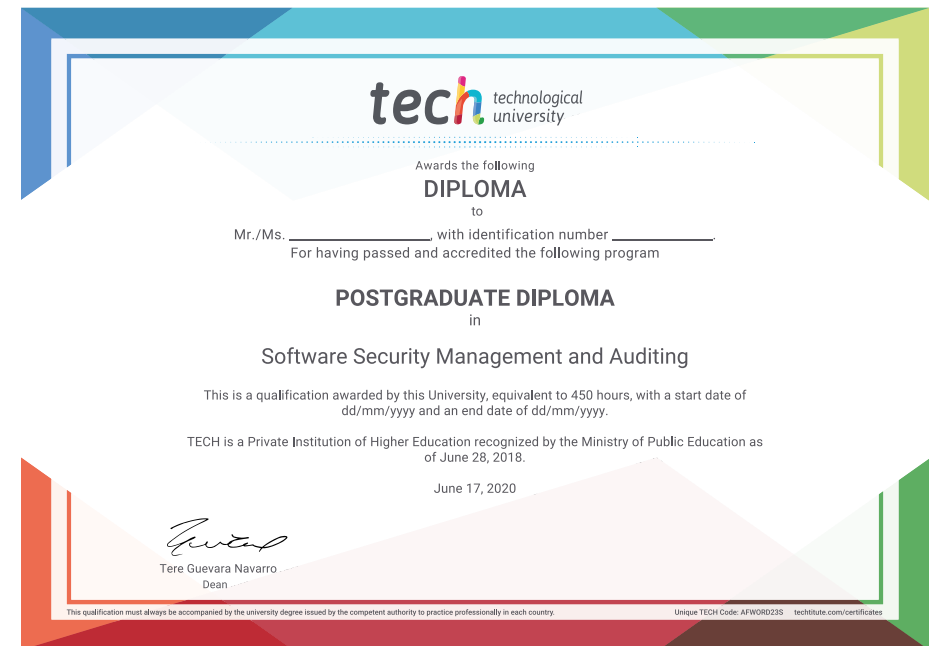 tech technological
university
Awards the following
DIPLOMA
to
Mr./Ms. ____________________, with identification number ______________.
For having passed and accredited the following program
POSTGRADUATE DIPLOMA
in
Software Security Management and Auditing
This is a qualification awarded by this University, equivalent to 450 hours, with a start date of
dd/mm/yyyy and an end date of dd/mm/yyyy.
TECH is a Private Institution of Higher Education recognized by the Ministry of Public Education as
of June 28, 2018.
June 17, 2020
Tere Guevara Navarro
Dean
This qualification must always be accompanied by the university degree issued by the competent authority to practice professionally in each country. Unique TECH Code: AFWORD23S techtitute.com/certificates